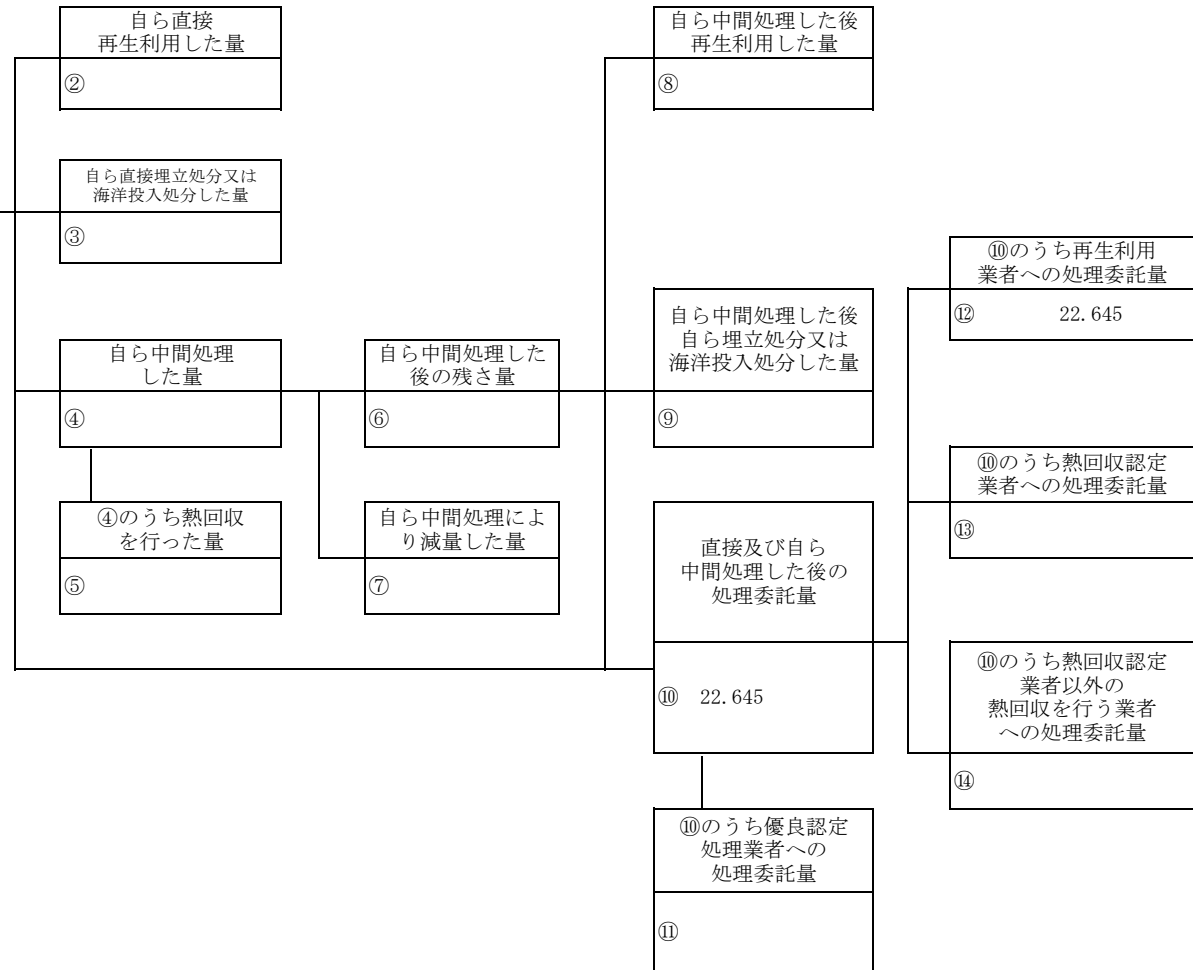 自ら直接
再生利用した量
②
自ら中間処理した後
再生利用した量
⑧
自ら直接埋立処分又は
海洋投入処分した量
③
⑩のうち再生利用
業者への処理委託量
⑫ 22.645
自ら中間処理した後
自ら埋立処分又は
海洋投入処分した量
⑨
自ら中間処理
した量
④
自ら中間処理した
後の残さ量
⑥
⑩のうち熱回収認定
業者への処理委託量
⑬
④のうち熱回収
を行った量
⑤
自ら中間処理によ
り減量した量
⑦
直接及び自ら
中間処理した後の
処理委託量
⑩ 22.645
⑩のうち熱回収認定
業者以外の
熱回収を行う業者
への処理委託量
⑭
⑩のうち優良認定
処理業者への
処理委託量
⑪